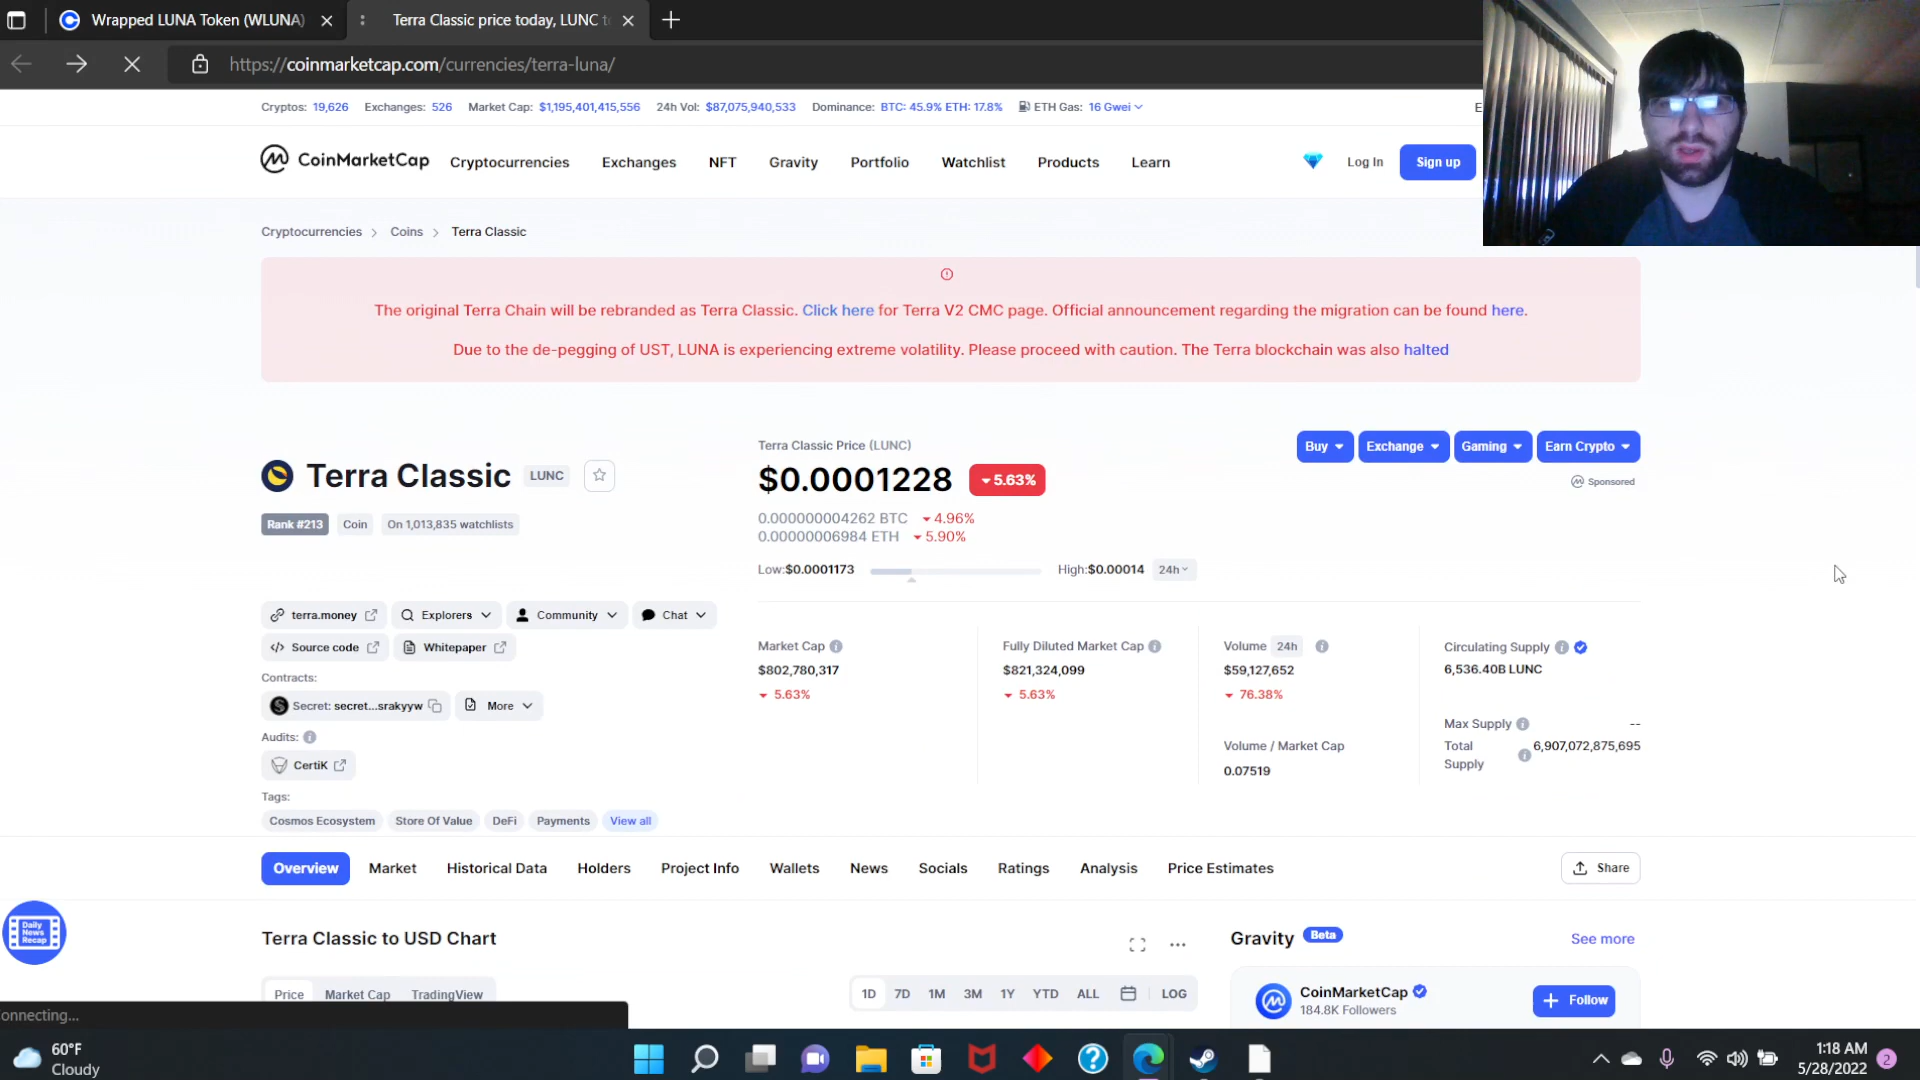 Wrapped LUNA Token (WLUNA)
Terra Classic price today, LUNC to
https://coinmarketcap.com/currencies/terra-luna/
Cryptos: 19,626 Exchanges: 526 Market Cap: $1,195,401,415,556 24h Vol: $87,075,940,533 Dominance: BTC: 45.9% ETH: 17.8% ETH Gas: 16 Gwei
CoinMarketCap Cryptocurrencies Exchanges NFT Gravity Portfolio Watchlist Products Learn Log In Sign up
Cryptocurrencies > Coins > Terra Classic
The original Terra Chain will be rebranded as Terra Classic. Click here for Terra V2 CMC page. Official announcement regarding the migration can be found here.
Due to the de-pegging of UST, LUNA is experiencing extreme volatility. Please proceed with caution. The Terra blockchain was also halted
Terra Classic LUNC
Rank #213 Coin On 1,013,835 watchlists
Terra Classic Price (LUNC)
$0.0001228 5.63%
0.000000004262 BTC 4.96%
0.00000006984 ETH 5.90%
Low:$0.0001173 High:$0.00014 24h
Buy Exchange Gaming Earn Crypto
Sponsored
terra.money Explorers Community Chat
Source code Whitepaper
Contracts:
Secret: secret...srakyyw More
Audits:
CertiK
Tags:
Cosmos Ecosystem Store Of Value DeFi Payments View all
Market Cap
$802,780,317
5.63%
Fully Diluted Market Cap
$821,324,099
5.63%
Volume 24h
$59,127,652
76.38%
Volume / Market Cap
0.07519
Circulating Supply
6,536.40B LUNC
Max Supply --
Total Supply 6,907,072,875,695
Overview Market Historical Data Holders Project Info Wallets News Socials Ratings Analysis Price Estimates Share
Daily
News
Recap
Terra Classic to USD Chart
Price Market Cap TradingView
1D 7D 1M 3M 1Y YTD ALL LOG
Gravity Beta See more
CoinMarketCap
184.8K Followers
+ Follow
onnecting...
60°F
Cloudy
1:18 AM
5/28/2022
2